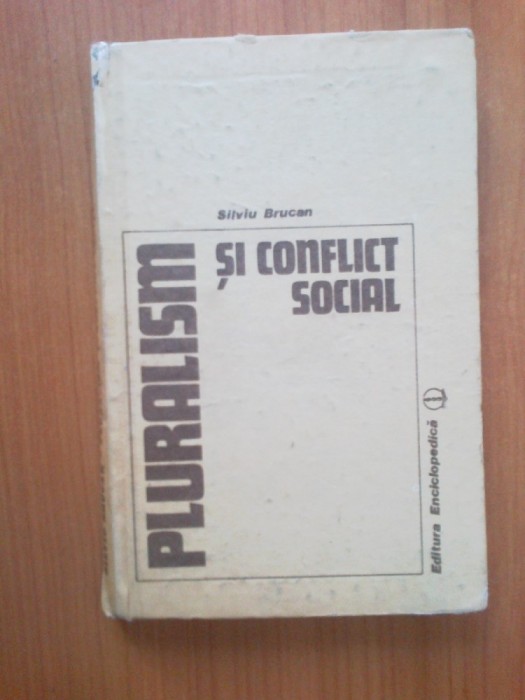 Silviu Brucan
PLURALISM
ȘI CONFLICT
SOCIAL
Editura Enciclopedică